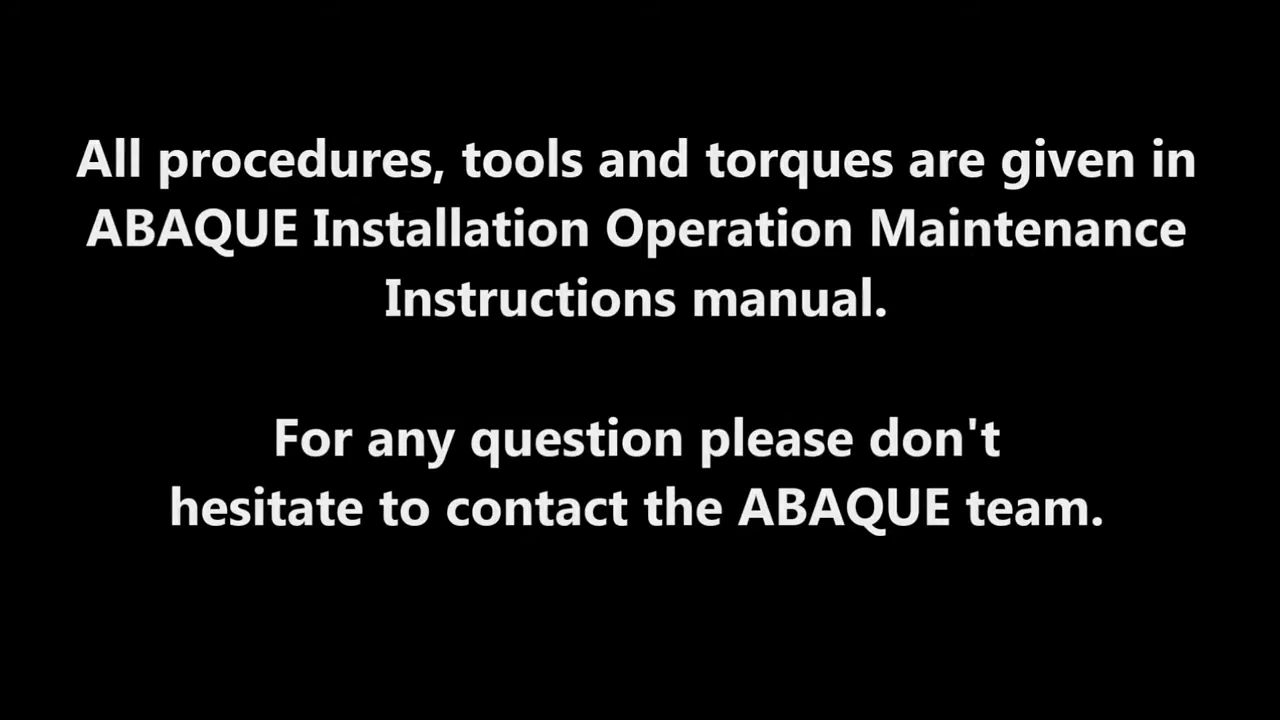 All procedures, tools and torques are given in
ABAQUE Installation Operation Maintenance
Instructions manual.
For any question please don't
hesitate to contact the ABAQUE team.